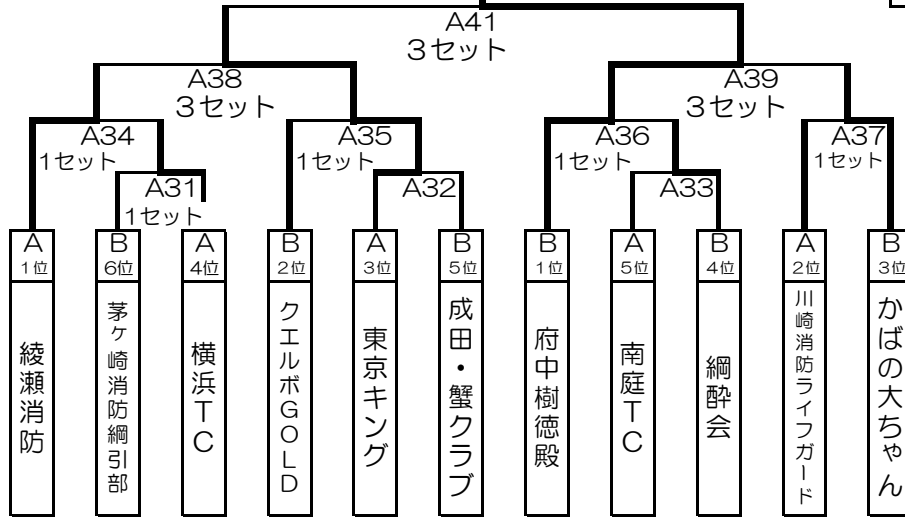 A41
3セット
A38
3セット
A39
3セット
A34
1セット
A35
1セット
A36
1セット
A37
1セット
A31
1セット
A32
A33
A
1位
B
6位
A
4位
B
2位
A
3位
B
5位
B
1位
A
5位
B
4位
A
2位
B
3位
綾瀬消防
茅ヶ崎消防綱引部
横浜TC
クエルボGOLD
東京キング
成田・蟹クラブ
府中樹徳殿
南庭TC
綱酔会
川崎消防ライフガード
かばの大ちゃん